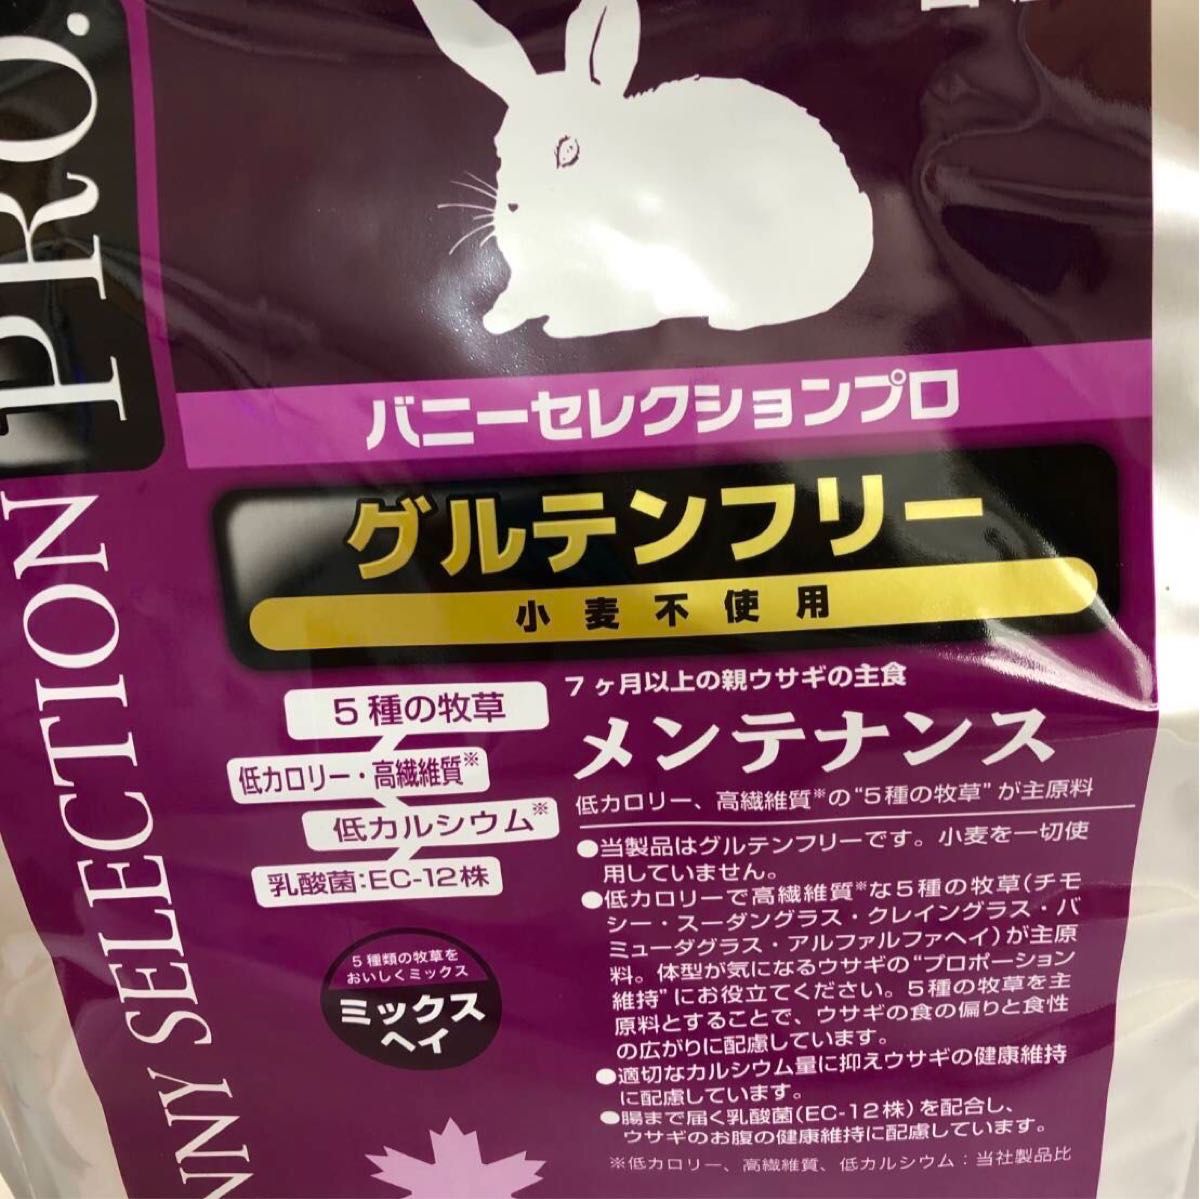 PRO.
NNY SELECTION
バニーセレクションプロ
グルテンフリー
小麦不使用
7ヶ月以上の親ウサギの主食
メンテナンス
低カロリー、高繊維質※の“5種の牧草”が主原料
5種の牧草
低カロリー・高繊維質※
低カルシウム※
乳酸菌:EC-12株
5種類の牧草を
おいしくミックス
ミックス
ヘイ
●当製品はグルテンフリーです。小麦を一切使
用していません。
●低カロリーで高繊維質※な5種の牧草(チモ
シー・スーダングラス・クレイングラス・バ
ミューダグラス・アルファルファヘイ)が主原
料。体型が気になるウサギの“プロポーション
維持”にお役立てください。5種の牧草を主
原料とすることで、ウサギの食の偏りと食性
の広がりに配慮しています。
●適切なカルシウム量に抑えウサギの健康維持
に配慮しています。
●腸まで届く乳酸菌(EC-12株)を配合し、
ウサギのお腹の健康維持に配慮しています。
※低カロリー、高繊維質、低カルシウム:当社製品比